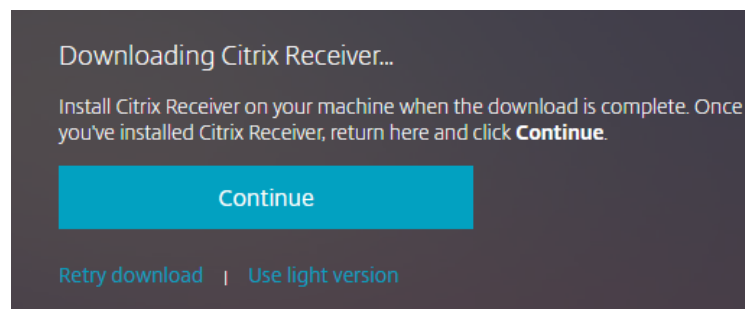 Downloading Citrix Receiver...
Install Citrix Receiver on your machine when the download is complete. Once
you've installed Citrix Receiver, return here and click Continue.
Continue
Retry download | Use light version